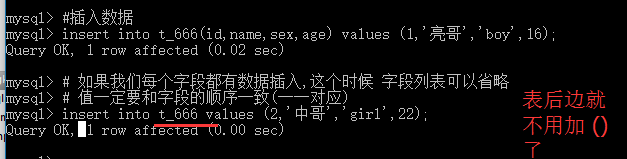 mysql> #插入数据
mysql> insert into t_666(id,name,sex,age) values (1,'亮哥','boy',16);
Query OK, 1 row affected (0.02 sec)
mysql> # 如果我们每个字段都有数据插入,这个时候 字段列表可以省略
mysql> # 值一定要和字段的顺序一致(一一对应)
mysql> insert into t_666 values (2,'中哥','girl',22);
Query OK, 1 row affected (0.00 sec)
表后边就
不用加 ()
了